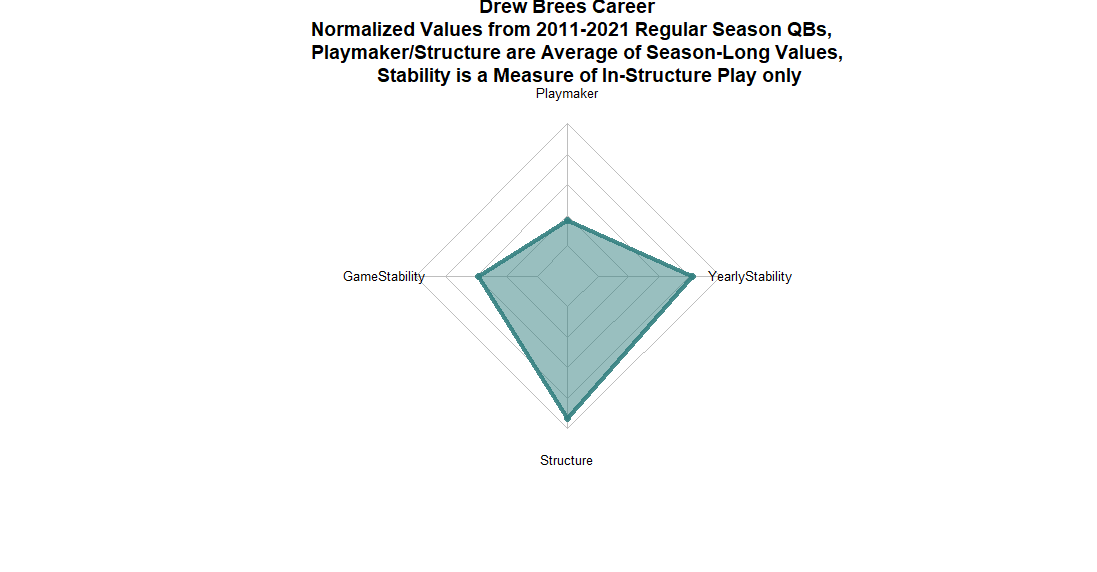 Drew Brees Career
Normalized Values from 2011-2021 Regular Season QBs,
Playmaker/Structure are Average of Season-Long Values,
Stability is a Measure of In-Structure Play only
Playmaker
GameStability
YearlyStability
Structure